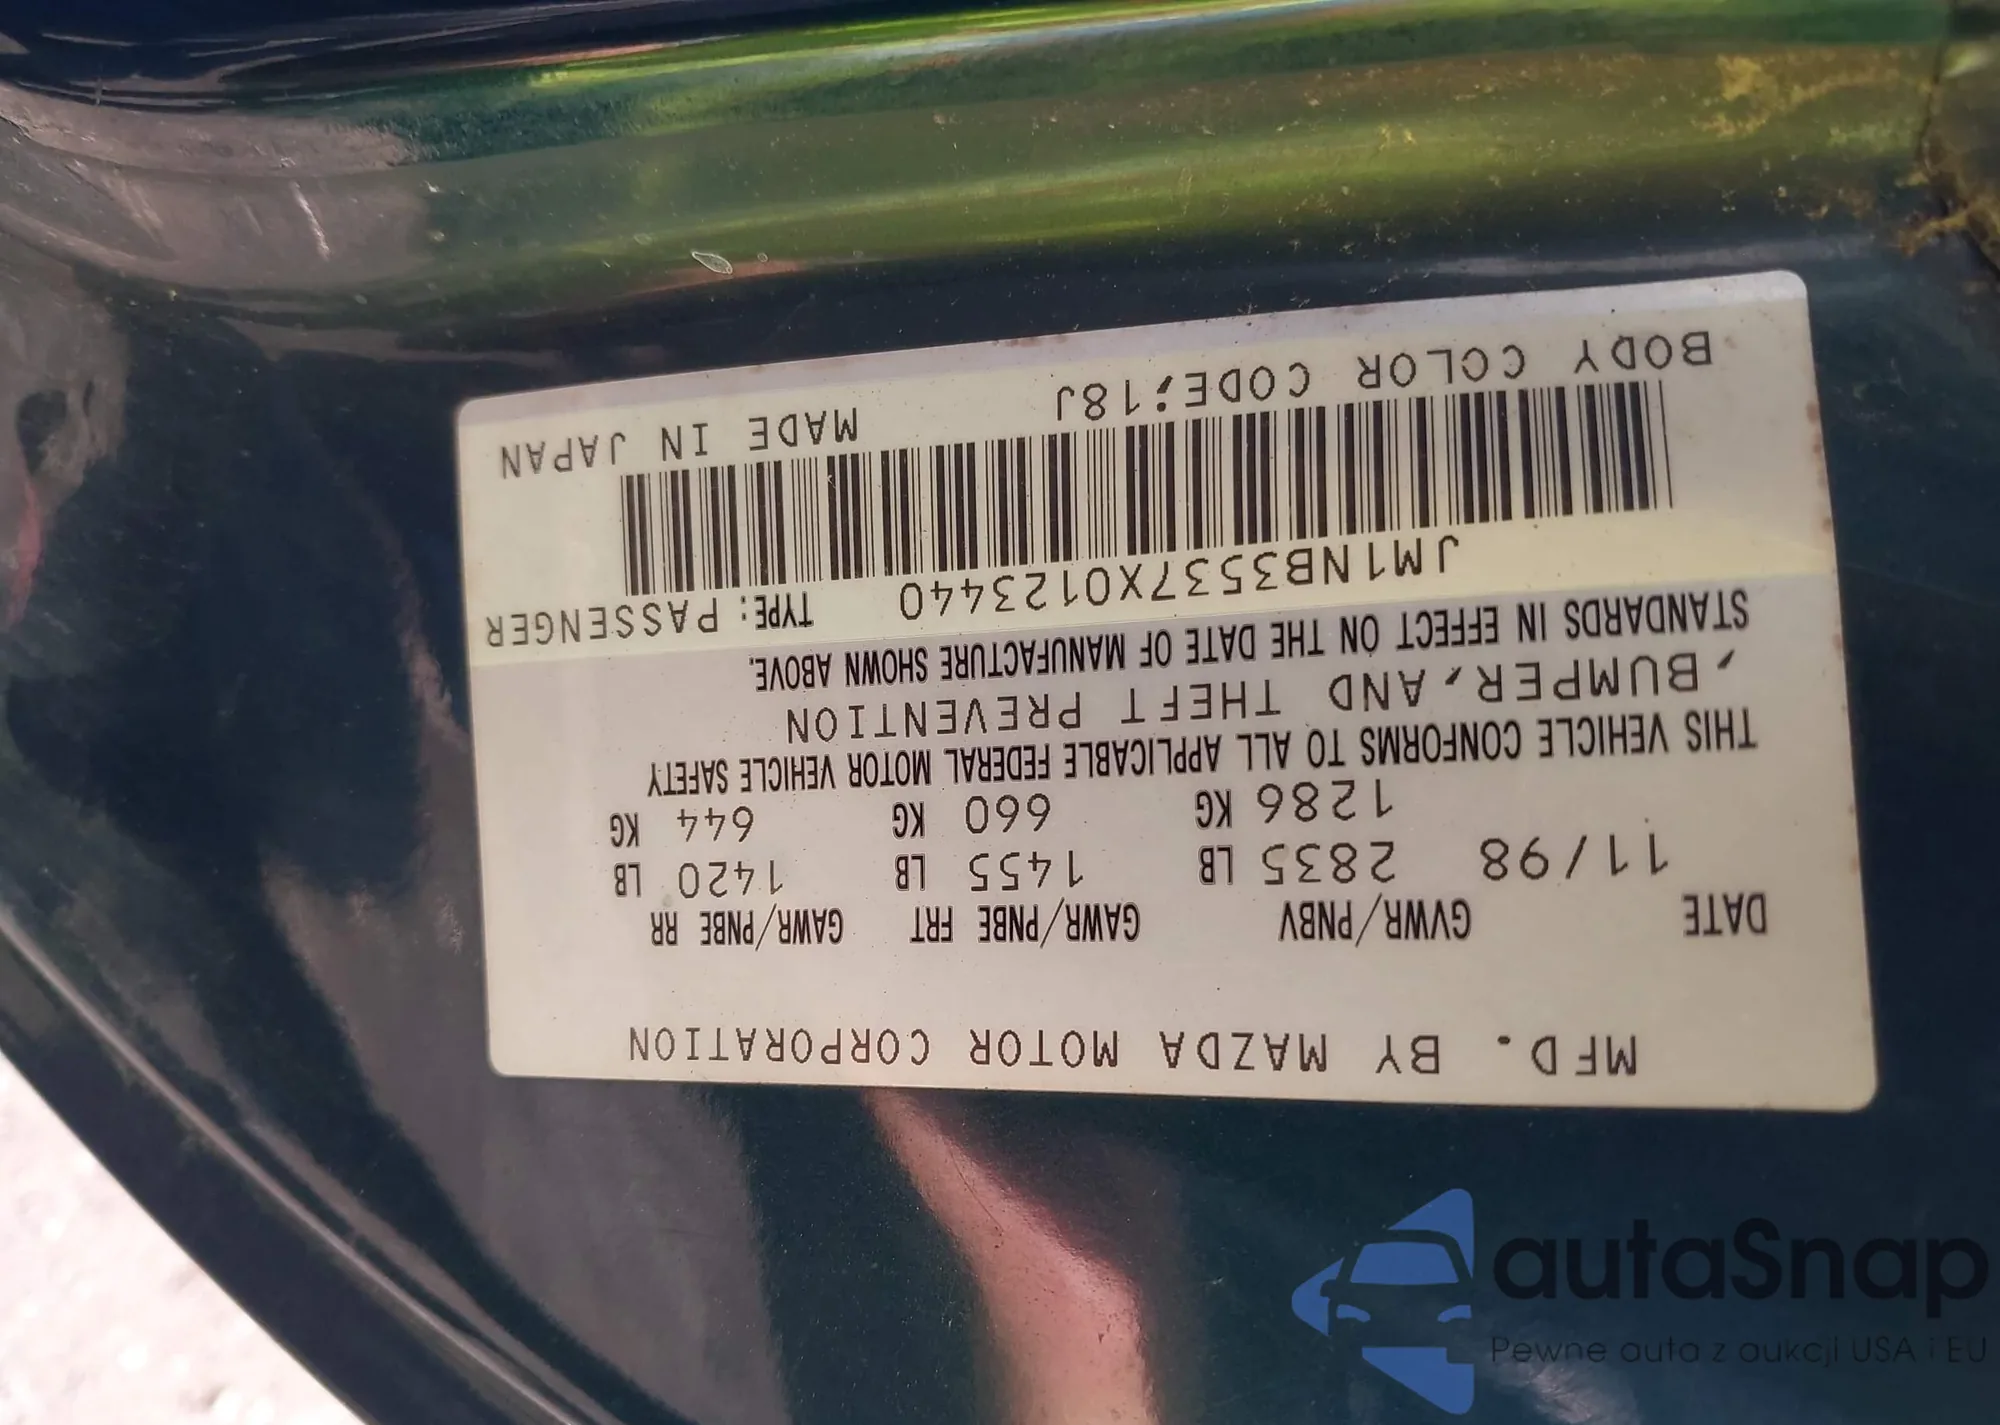 MFD. BY MAZDA MOTOR CORPORATION
DATE GVWR/PNBV GAWR/PNBE FRT GAWR/PNBE RR
11/98 2835 LB 1455 LB 1420 LB
1286 KG 660 KG 644 KG
THIS VEHICLE CONFORMS TO ALL APPLICABLE FEDERAL MOTOR VEHICLE SAFETY
,BUMPER,AND THEFT PREVENTION
STANDARDS IN EFFECT ON THE DATE OF MANUFACTURE SHOWN ABOVE.
JM1NB3537X0123440 TYPE: PASSENGER
BODY COLOR CODE:18J MADE IN JAPAN
autaSnap
Pewne auta z aukcji USA i EU